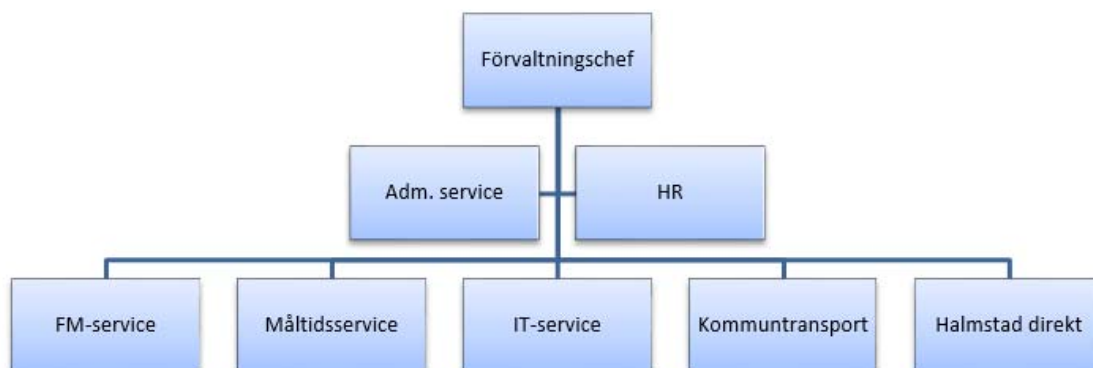 Förvaltningschef
Adm. service
HR
FM-service
Måltidsservice
IT-service
Kommuntransport
Halmstad direkt